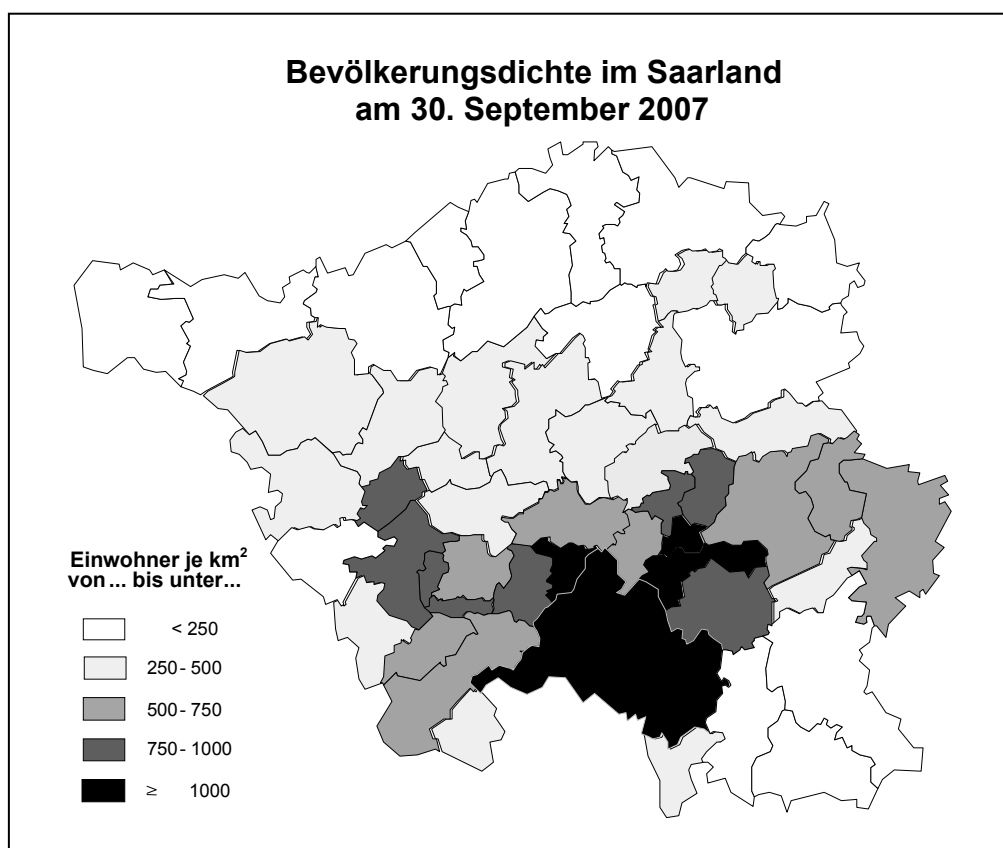 Bevölkerungsdichte im Saarland
am 30. September 2007
Einwohner je km²
von ... bis unter...
< 250
250 - 500
500 - 750
750 - 1000
≥ 1000